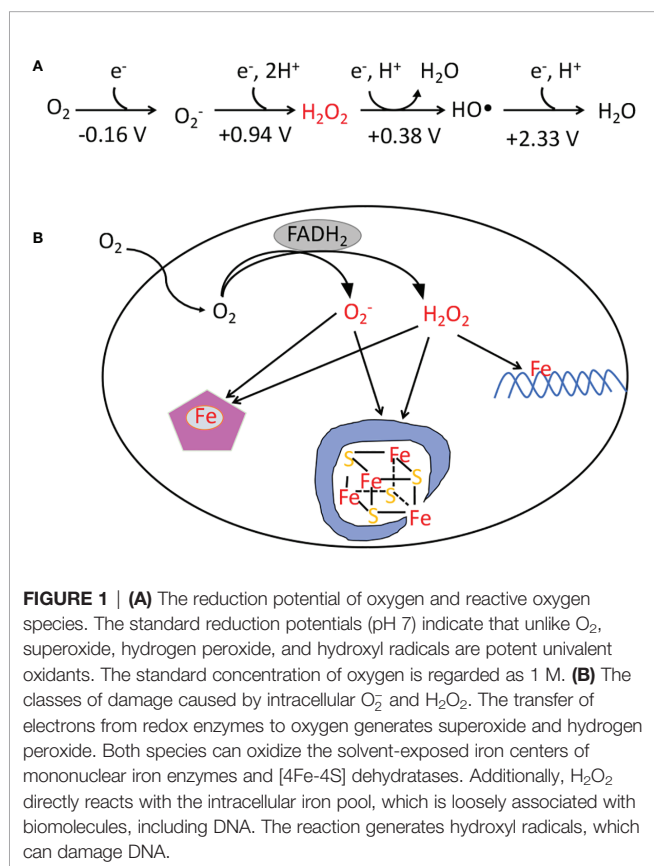 A
e⁻ e⁻, 2H⁺ e⁻, H⁺ H₂O e⁻, H⁺
O₂ O₂⁻ H₂O₂ HO• H₂O
-0.16 V +0.94 V +0.38 V +2.33 V
B
O₂ FADH₂
O₂ O₂⁻ H₂O₂
Fe
Fe
S Fe
Fe S
Fe S
S Fe
FIGURE 1 | (A) The reduction potential of oxygen and reactive oxygen
species. The standard reduction potentials (pH 7) indicate that unlike O₂,
superoxide, hydrogen peroxide, and hydroxyl radicals are potent univalent
oxidants. The standard concentration of oxygen is regarded as 1 M. (B) The
classes of damage caused by intracellular O₂⁻ and H₂O₂. The transfer of
electrons from redox enzymes to oxygen generates superoxide and hydrogen
peroxide. Both species can oxidize the solvent-exposed iron centers of
mononuclear iron enzymes and [4Fe-4S] dehydratases. Additionally, H₂O₂
directly reacts with the intracellular iron pool, which is loosely associated with
biomolecules, including DNA. The reaction generates hydroxyl radicals, which
can damage DNA.